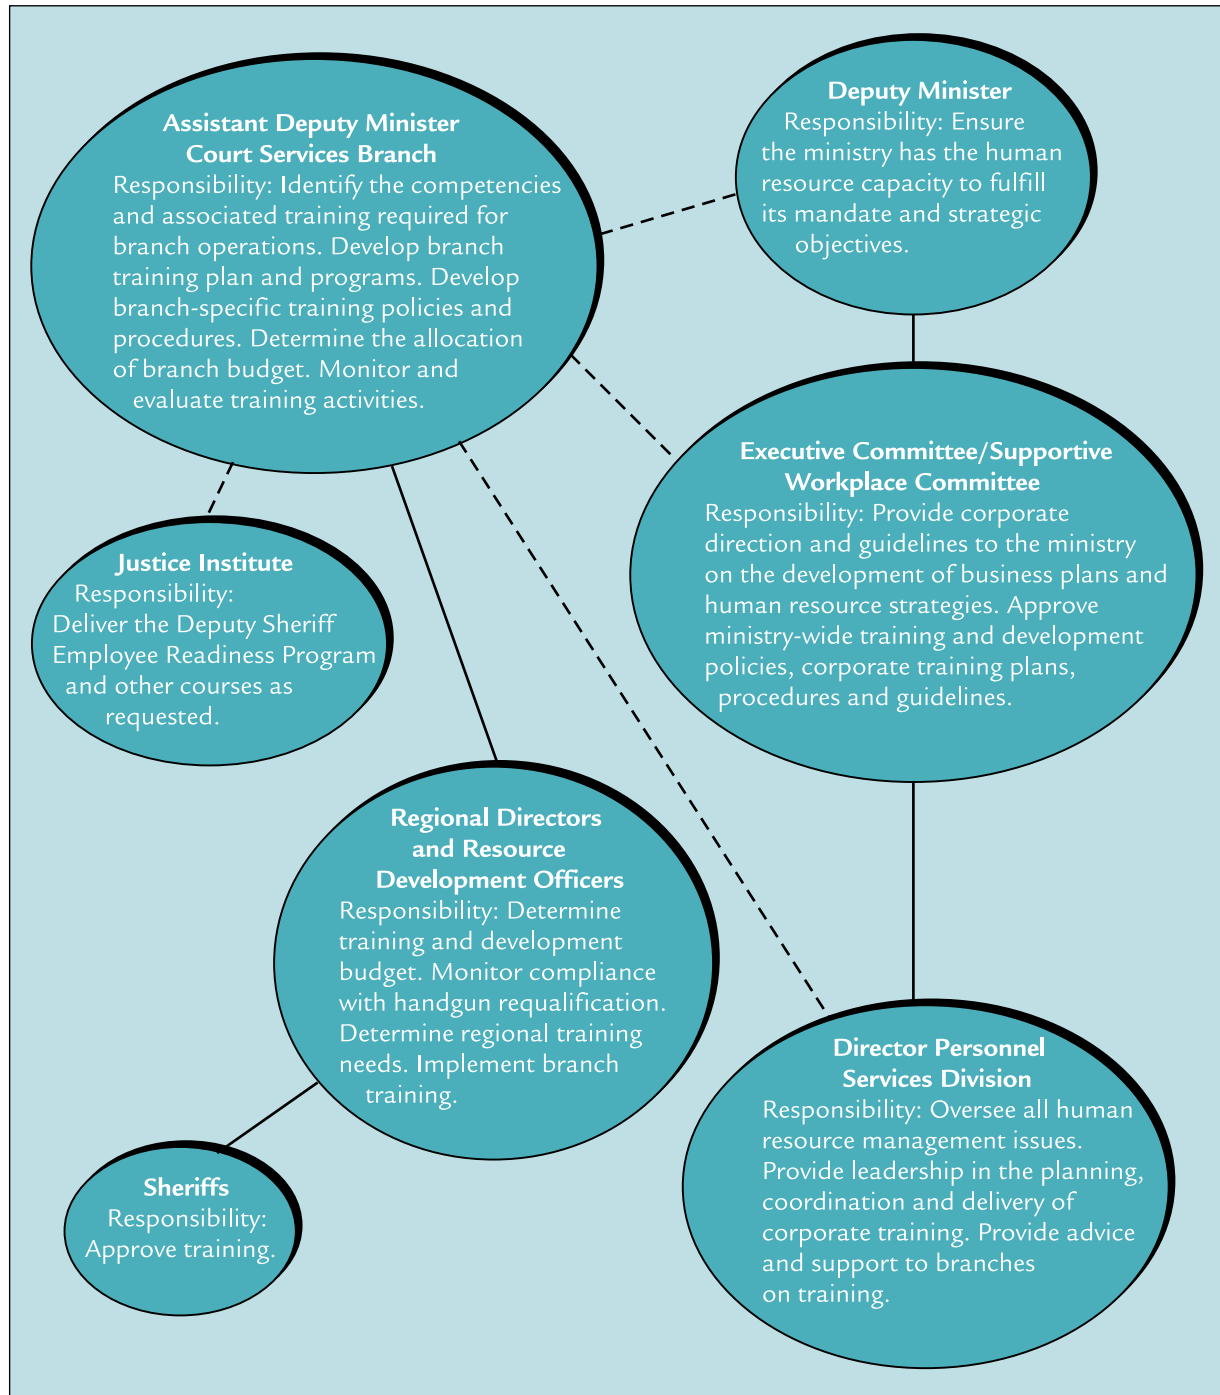 Assistant Deputy Minister
Court Services Branch
Responsibility: Identify the competencies
and associated training required for
branch operations. Develop branch
training plan and programs. Develop
branch-specific training policies and
procedures. Determine the allocation
of branch budget. Monitor and
evaluate training activities.
Deputy Minister
Responsibility: Ensure
the ministry has the human
resource capacity to fulfill
its mandate and strategic
objectives.
Executive Committee/Supportive
Workplace Committee
Responsibility: Provide corporate
direction and guidelines to the ministry
on the development of business plans and
human resource strategies. Approve
ministry-wide training and development
policies, corporate training plans,
procedures and guidelines.
Justice Institute
Responsibility:
Deliver the Deputy Sheriff
Employee Readiness Program
and other courses as
requested.
Regional Directors
and Resource
Development Officers
Responsibility: Determine
training and development
budget. Monitor compliance
with handgun requalification.
Determine regional training
needs. Implement branch
training.
Director Personnel
Services Division
Responsibility: Oversee all human
resource management issues.
Provide leadership in the planning,
coordination and delivery of
corporate training. Provide advice
and support to branches
on training.
Sheriffs
Responsibility:
Approve training.